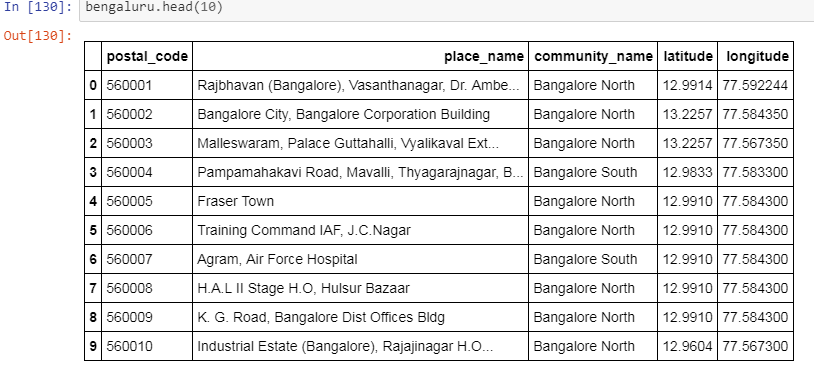 In [130]: bengaluru.head(10)
Out[130]:
postal_code place_name community_name latitude longitude
0 560001 Rajbhavan (Bangalore), Vasanthanagar, Dr. Ambe... Bangalore North 12.9914 77.592244
1 560002 Bangalore City, Bangalore Corporation Building Bangalore North 13.2257 77.584350
2 560003 Malleswaram, Palace Guttahalli, Vyalikaval Ext... Bangalore North 13.2257 77.567350
3 560004 Pampamahakavi Road, Mavalli, Thyagarajnagar, B... Bangalore South 12.9833 77.583300
4 560005 Fraser Town Bangalore North 12.9910 77.584300
5 560006 Training Command IAF, J.C.Nagar Bangalore North 12.9910 77.584300
6 560007 Agram, Air Force Hospital Bangalore South 12.9910 77.584300
7 560008 H.A.L II Stage H.O, Hulsur Bazaar Bangalore North 12.9910 77.584300
8 560009 K. G. Road, Bangalore Dist Offices Bldg Bangalore North 12.9910 77.584300
9 560010 Industrial Estate (Bangalore), Rajajinagar H.O... Bangalore North 12.9604 77.567300